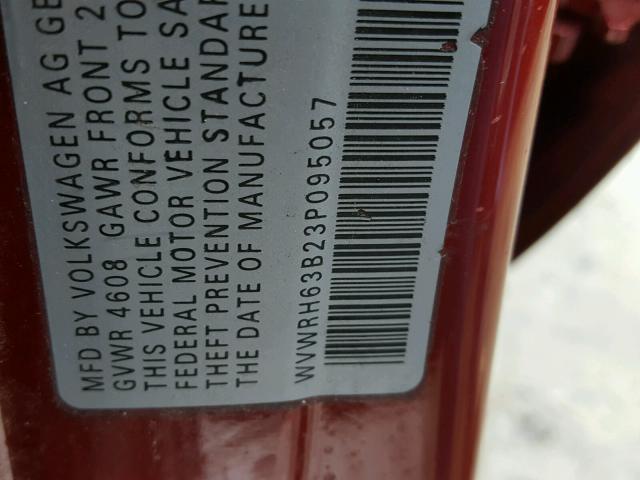 MFD BY VOLKSWAGEN AG GE
GVWR 4608 GAWR FRONT 2
THIS VEHICLE CONFORMS TO
FEDERAL MOTOR VEHICLE SA
THEFT PREVENTION STANDAR
THE DATE OF MANUFACTURE
WVWRH63B23P095057